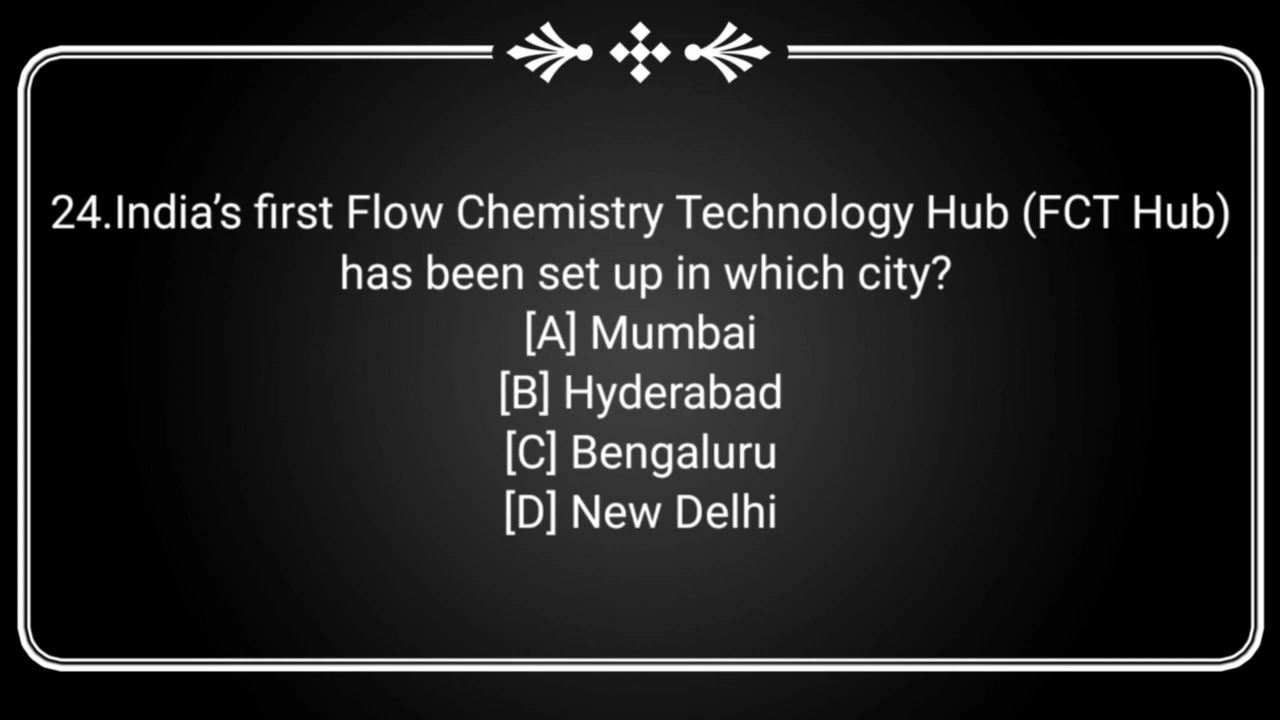 24.India’s first Flow Chemistry Technology Hub (FCT Hub)
has been set up in which city?
[A] Mumbai
[B] Hyderabad
[C] Bengaluru
[D] New Delhi